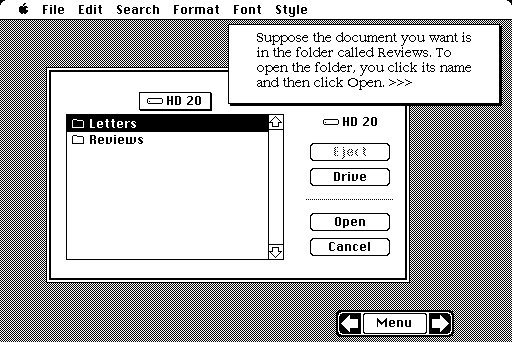 File Edit Search Format Font Style
Suppose the document you want is
in the folder called Reviews. To
open the folder, you click its name
and then click Open. >>>
HD 20
HD 20
Letters
Reviews
Eject
Drive
Open
Cancel
Menu